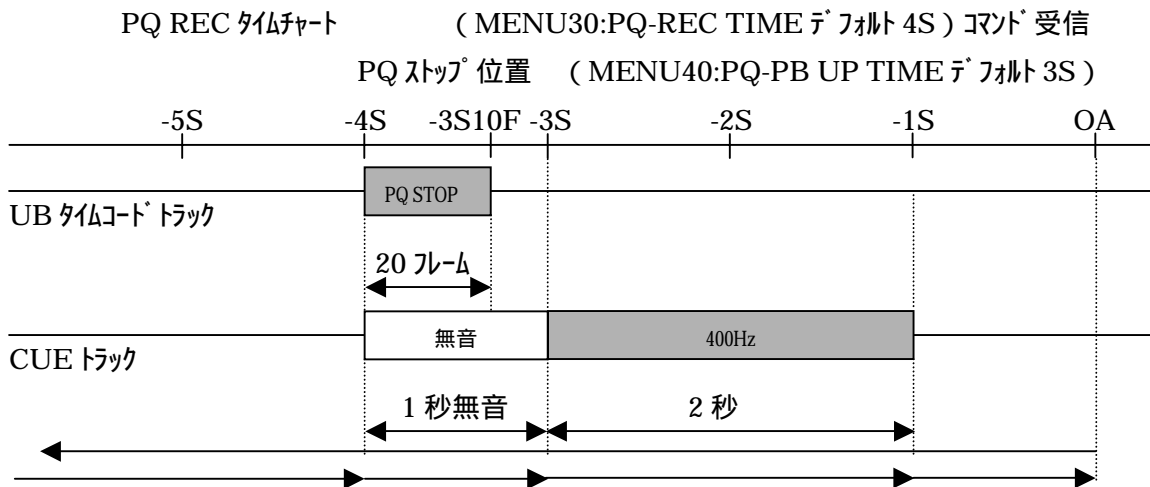 PQ REC ﾀｲﾑﾁｬｰﾄ ( MENU30:PQ-REC TIME ﾃﾞﾌｫﾙﾄ 4S ) ｺﾏﾝﾄﾞ受信
PQ ｽﾄｯﾌﾟ位置 ( MENU40:PQ-PB UP TIME ﾃﾞﾌｫﾙﾄ 3S )
-5S -4S -3S10F -3S -2S -1S OA
PQ STOP
UB ﾀｲﾑｺｰﾄﾞﾄﾗｯｸ
20 ﾌﾚｰﾑ
無音 400Hz
CUE ﾄﾗｯｸ
1 秒無音 2 秒